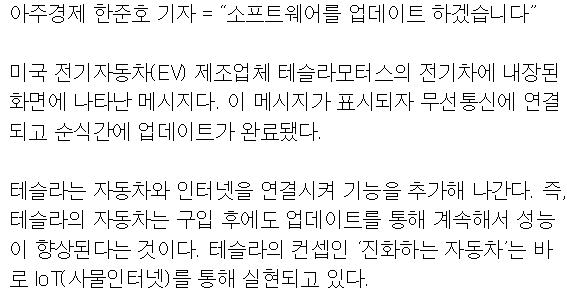 아주경제 한준호 기자 = “소프트웨어를 업데이트 하겠습니다”
미국 전기자동차(EV) 제조업체 테슬라모터스의 전기차에 내장된
화면에 나타난 메시지다. 이 메시지가 표시되자 무선통신에 연결
되고 순식간에 업데이트가 완료됐다.
테슬라는 자동차와 인터넷을 연결시켜 기능을 추가해 나간다. 즉,
테슬라의 자동차는 구입 후에도 업데이트를 통해 계속해서 성능
이 향상된다는 것이다. 테슬라의 컨셉인 ‘진화하는 자동차’는 바
로 IoT(사물인터넷)를 통해 실현되고 있다.